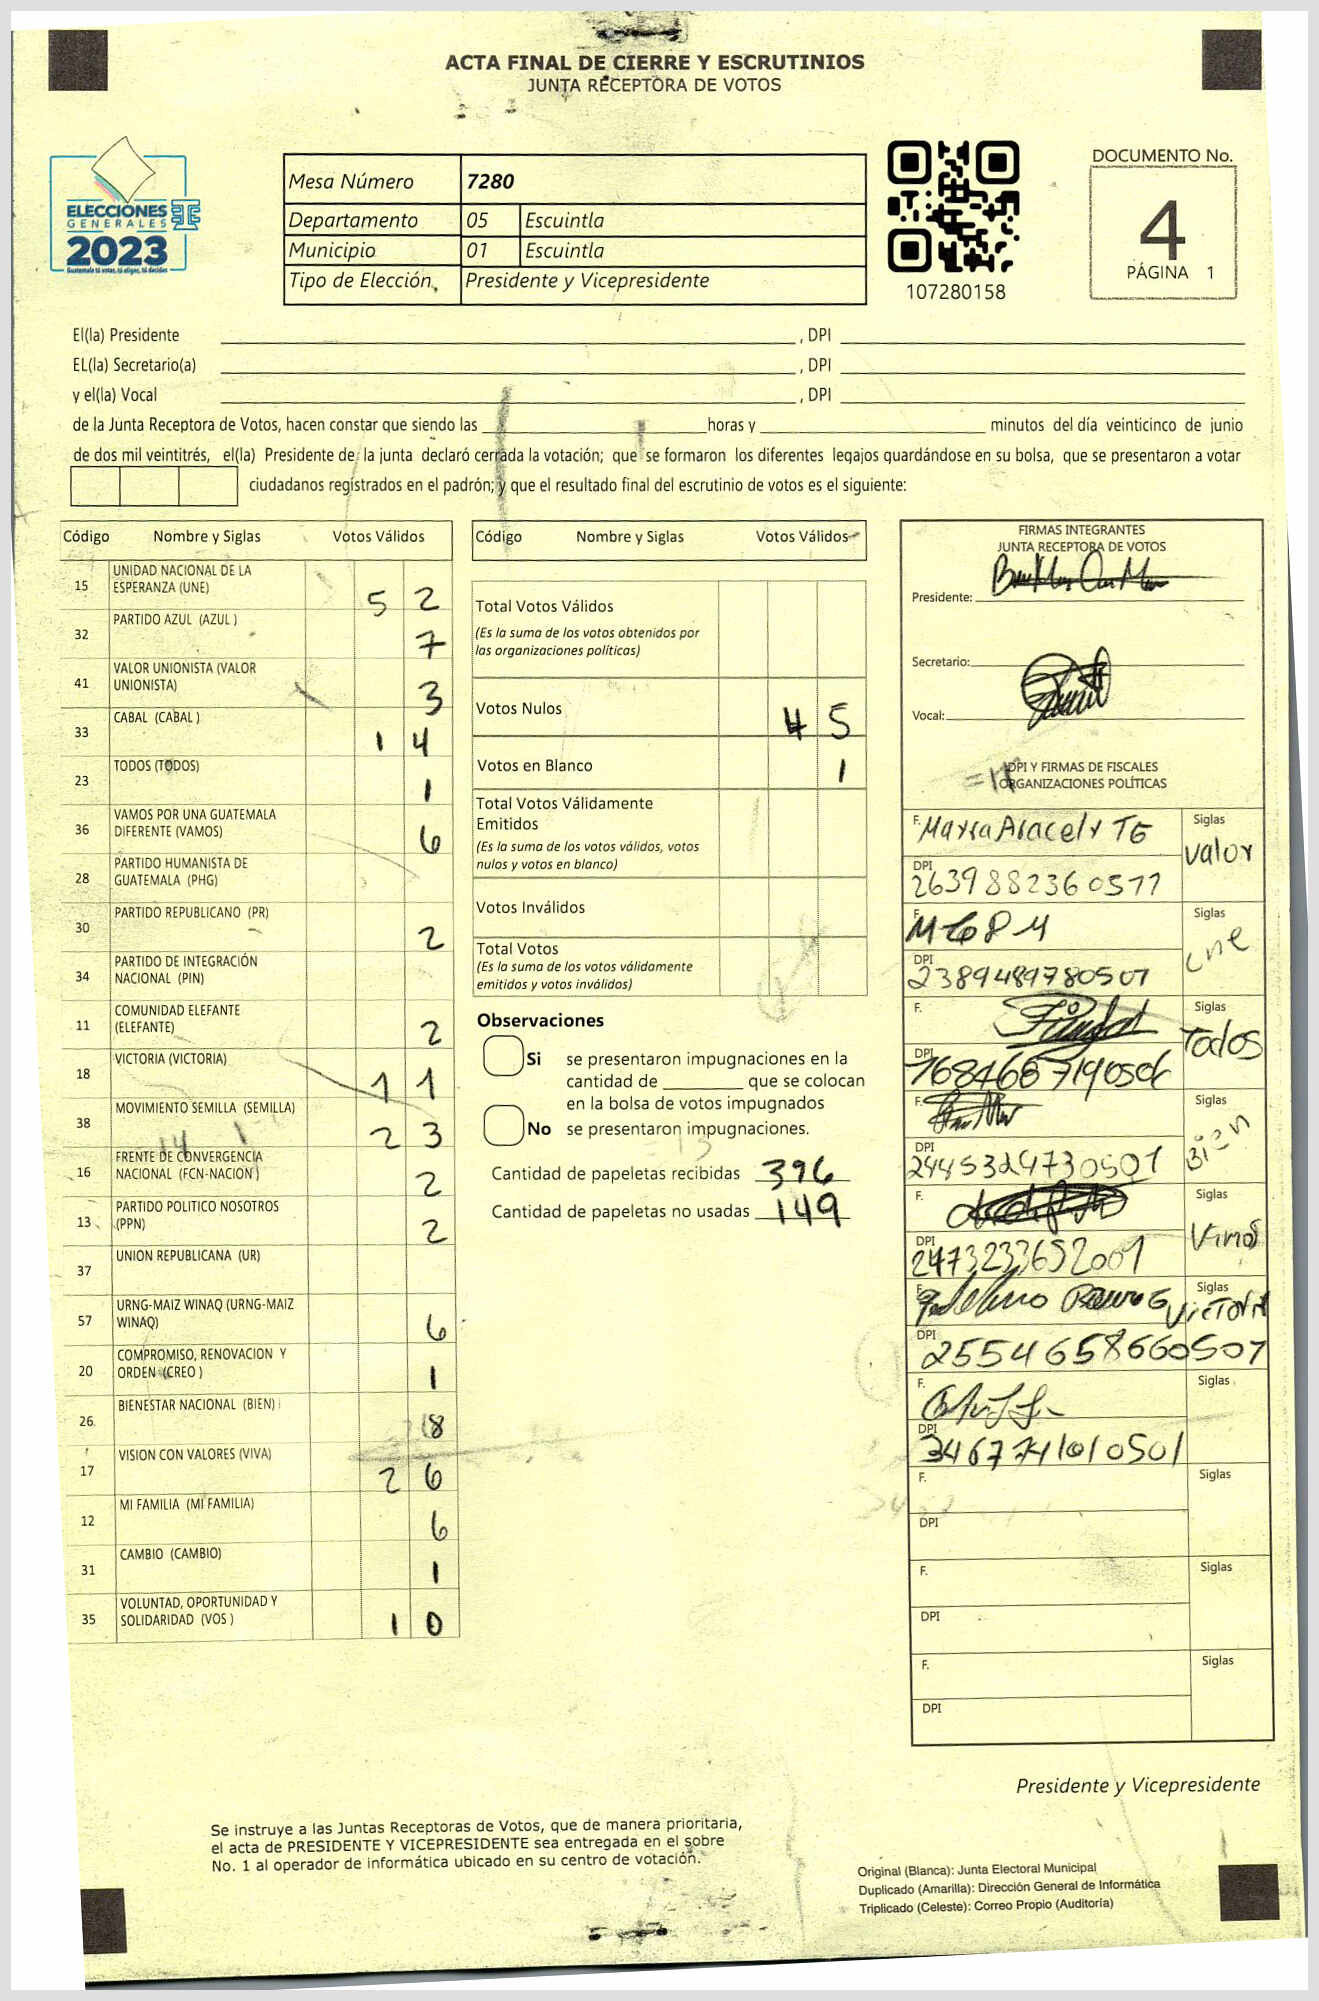 ACTA FINAL DE CIERRE Y ESCRUTINIOS
JUNTA RECEPTORA DE VOTOS
ELECCIONES
GENERALES
2023
Guatemala tú votas, tú eliges, tú decides
Mesa Número 7280
Departamento 05 Escuintla
Municipio 01 Escuintla
Tipo de Elección Presidente y Vicepresidente
107280158
DOCUMENTO No.
4
PÁGINA 1
El(la) Presidente , DPI
EL(la) Secretario(a) , DPI
y el(la) Vocal , DPI
de la Junta Receptora de Votos, hacen constar que siendo las horas y minutos del día veinticinco de junio
de dos mil veintitrés, el(la) Presidente de la junta declaró cerrada la votación; que se formaron los diferentes legajos guardándose en su bolsa, que se presentaron a votar
ciudadanos registrados en el padrón; y que el resultado final del escrutinio de votos es el siguiente:
Código Nombre y Siglas Votos Válidos
15 UNIDAD NACIONAL DE LA ESPERANZA (UNE) 52
32 PARTIDO AZUL (AZUL ) 7
41 VALOR UNIONISTA (VALOR UNIONISTA) 3
33 CABAL (CABAL ) 14
23 TODOS (TODOS) 1
36 VAMOS POR UNA GUATEMALA DIFERENTE (VAMOS) 6
28 PARTIDO HUMANISTA DE GUATEMALA (PHG)
30 PARTIDO REPUBLICANO (PR) 2
34 PARTIDO DE INTEGRACIÓN NACIONAL (PIN)
11 COMUNIDAD ELEFANTE (ELEFANTE) 2
18 VICTORIA (VICTORIA) 11
38 MOVIMIENTO SEMILLA (SEMILLA) 23
16 FRENTE DE CONVERGENCIA NACIONAL (FCN-NACION ) 2
13 PARTIDO POLITICO NOSOTROS (PPN) 2
37 UNION REPUBLICANA (UR)
57 URNG-MAIZ WINAQ (URNG-MAIZ WINAQ) 6
20 COMPROMISO, RENOVACION Y ORDEN (CREO ) 1
26 BIENESTAR NACIONAL (BIEN) 8
17 VISION CON VALORES (VIVA) 26
12 MI FAMILIA (MI FAMILIA) 6
31 CAMBIO (CAMBIO) 1
35 VOLUNTAD, OPORTUNIDAD Y SOLIDARIDAD (VOS ) 10
Código Nombre y Siglas Votos Válidos
Total Votos Válidos
(Es la suma de los votos obtenidos por
las organizaciones políticas)
Votos Nulos 45
Votos en Blanco 1
Total Votos Válidamente
Emitidos
(Es la suma de los votos válidos, votos
nulos y votos en blanco)
Votos Inválidos
Total Votos
(Es la suma de los votos válidamente
emitidos y votos inválidos)
Observaciones
Si se presentaron impugnaciones en la
cantidad de que se colocan
en la bolsa de votos impugnados
No se presentaron impugnaciones.
Cantidad de papeletas recibidas 396
Cantidad de papeletas no usadas 149
FIRMAS INTEGRANTES
JUNTA RECEPTORA DE VOTOS
Presidente:
Secretario:
Vocal:
DPI Y FIRMAS DE FISCALES
ORGANIZACIONES POLÍTICAS
F. Mayra Aracely TE Siglas valor
DPI 2639882360511
F. Siglas une
DPI 2389489780501
F. Siglas Todos
DPI
F. Siglas Bien
DPI 2445324730501
F. Siglas Vamos
DPI 2473233652001
F. Siglas VICTORIA
DPI 2554658660501
F. Siglas
DPI 3467741010501
F. Siglas
DPI
F. Siglas
DPI
F. Siglas
DPI
Presidente y Vicepresidente
Se instruye a las Juntas Receptoras de Votos, que de manera prioritaria,
el acta de PRESIDENTE Y VICEPRESIDENTE sea entregada en el sobre
No. 1 al operador de informática ubicado en su centro de votación.
Original (Blanca): Junta Electoral Municipal
Duplicado (Amarilla): Dirección General de Informática
Triplicado (Celeste): Correo Propio (Auditoría)